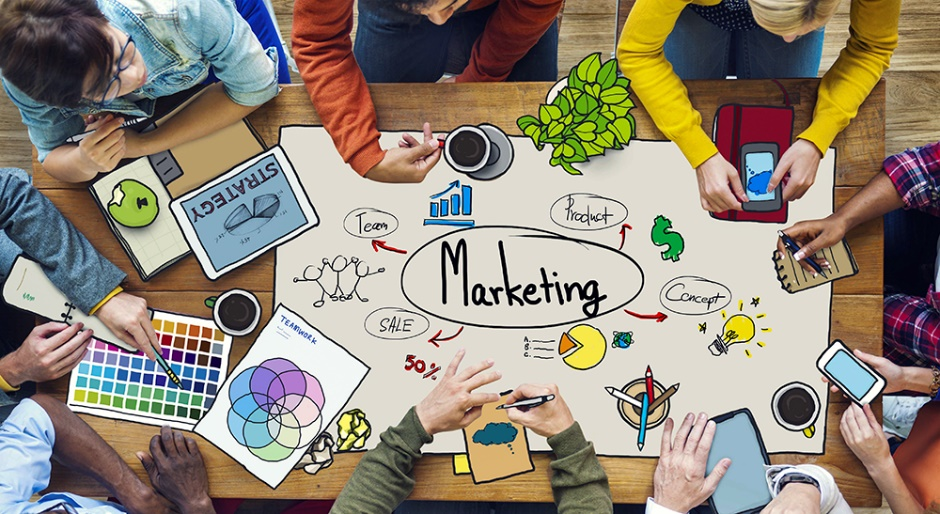 STRATEGY
Team
Product
Marketing
Concept
SALE
TEAMWORK
50%
A.
B.
C.